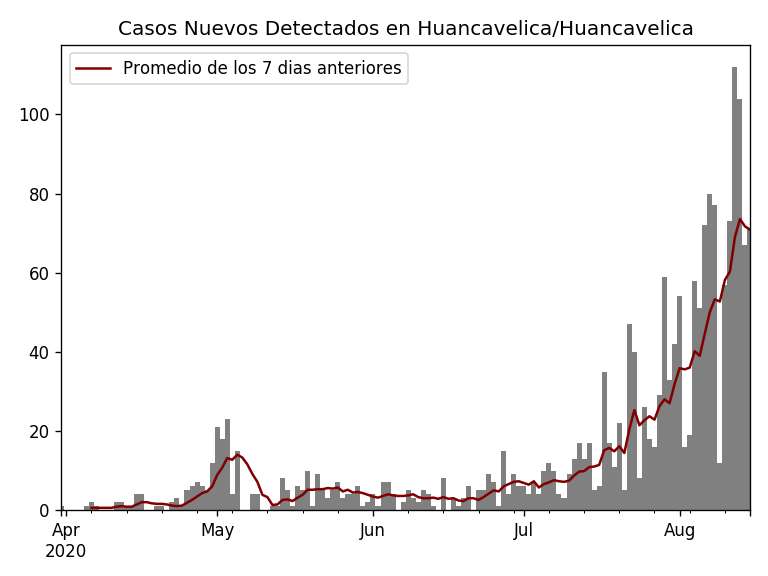 Casos Nuevos Detectados en Huancavelica/Huancavelica
Promedio de los 7 dias anteriores
100
80
60
40
20
0
Apr May Jun Jul Aug
2020